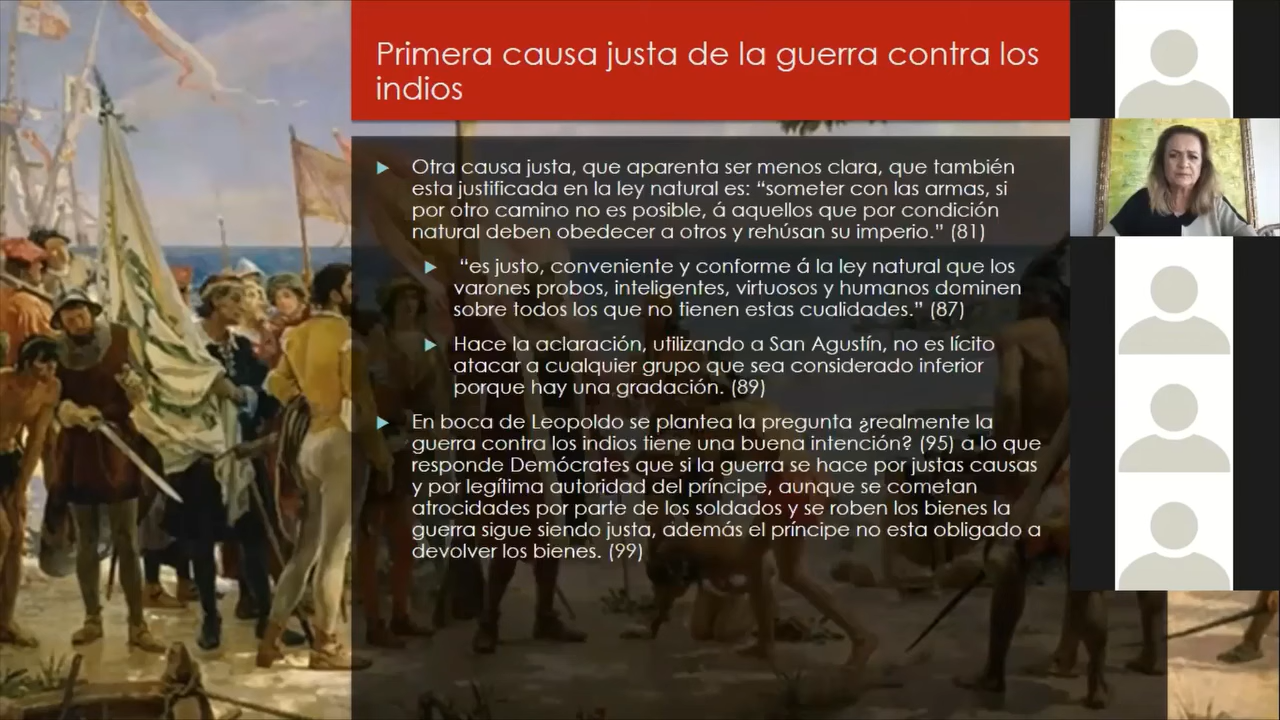 Primera causa justa de la guerra contra los
indios
Otra causa justa, que aparenta ser menos clara, que también
esta justificada en la ley natural es: “someter con las armas, si
por otro camino no es posible, á aquellos que por condición
natural deben obedecer a otros y rehúsan su imperio.” (81)
“es justo, conveniente y conforme á la ley natural que los
varones probos, inteligentes, virtuosos y humanos dominen
sobre todos los que no tienen estas cualidades.” (87)
Hace la aclaración, utilizando a San Agustín, no es lícito
atacar a cualquier grupo que sea considerado inferior
porque hay una gradación. (89)
En boca de Leopoldo se plantea la pregunta ¿realmente la
guerra contra los indios tiene una buena intención? (95) a lo que
responde Demócrates que si la guerra se hace por justas causas
y por legítima autoridad del príncipe, aunque se cometan
atrocidades por parte de los soldados y se roben los bienes la
guerra sigue siendo justa, además el príncipe no esta obligado a
devolver los bienes. (99)